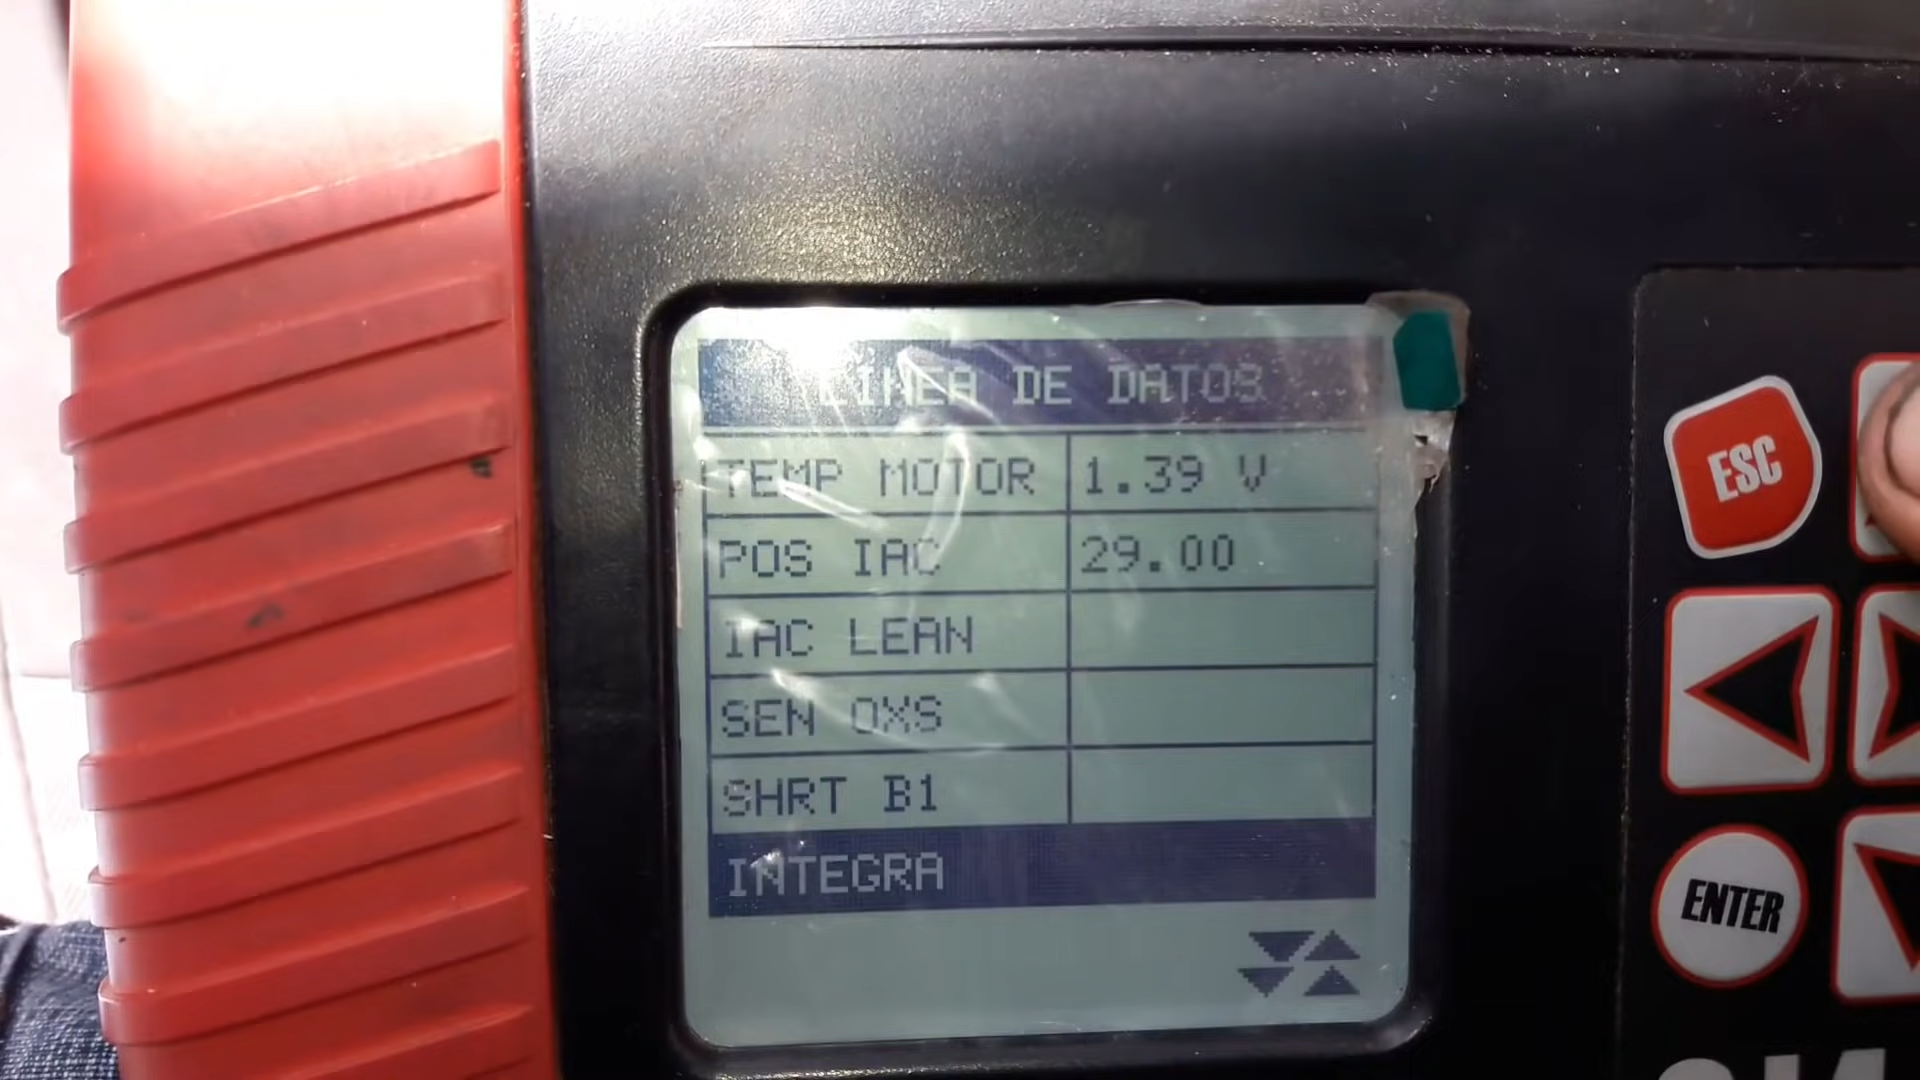 LINEA DE DATOS
TEMP MOTOR 1.39 V
POS IAC 29.00
IAC LEAN
SEN OXS
SHRT B1
INTEGRA
ESC
ENTER